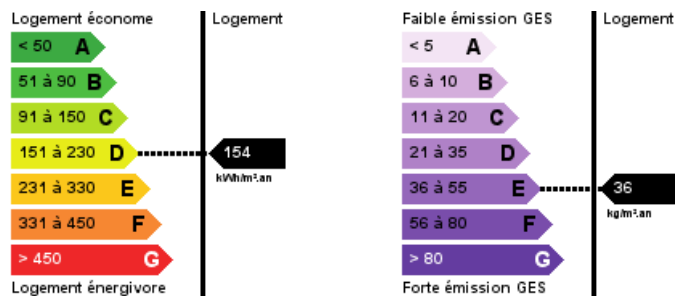 Logement économe
Logement
< 50 A
51 à 90 B
91 à 150 C
151 à 230 D
154
kWh/m².an
231 à 330 E
331 à 450 F
> 450 G
Logement énergivore
Faible émission GES
Logement
< 5 A
6 à 10 B
11 à 20 C
21 à 35 D
36 à 55 E
36
kg/m².an
56 à 80 F
> 80 G
Forte émission GES